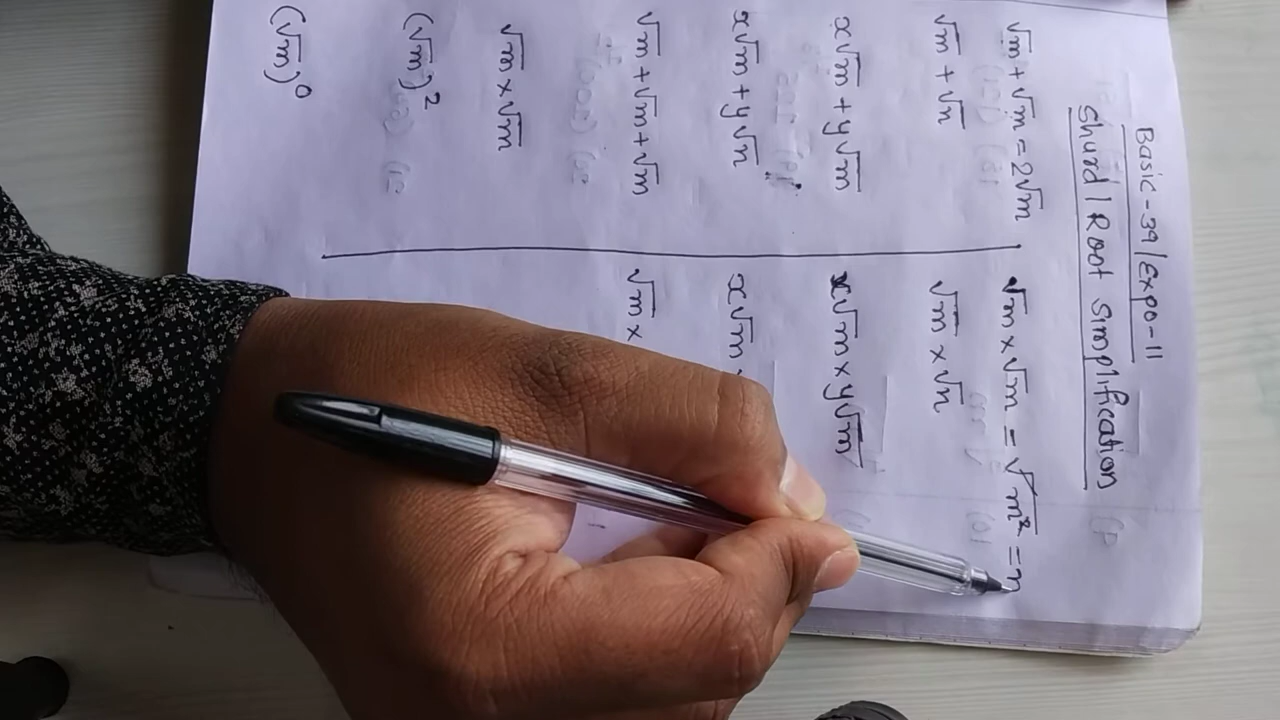 Basic-39/Expo-11
Shurd/Root Simplification
√m + √m = 2√m
√m × √m = √m² = m
√m + √n
√m × √n
x√m + y√m
x√m × y√m
x√m + y√n
x√m
√m + √m + √m
√m ×
√m × √m
(√m)²
(√m)⁰